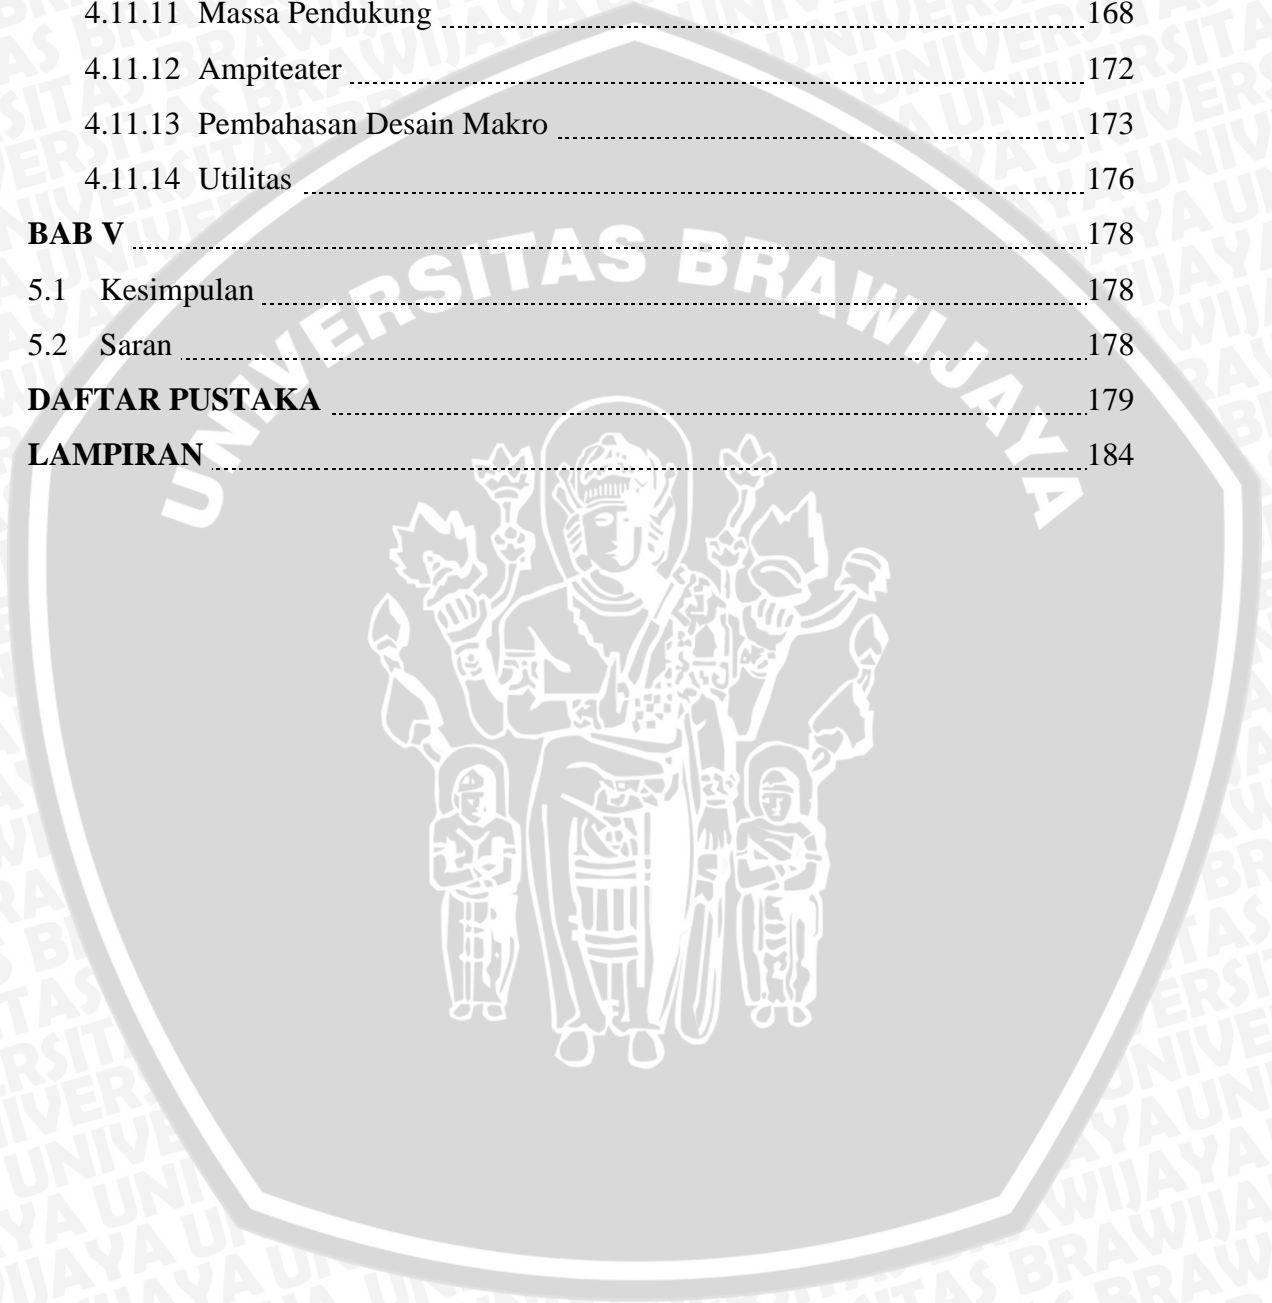 4.11.11 Massa Pendukung 168
4.11.12 Ampiteater 172
4.11.13 Pembahasan Desain Makro 173
4.11.14 Utilitas 176
BAB V 178
5.1 Kesimpulan 178
5.2 Saran 178
DAFTAR PUSTAKA 179
LAMPIRAN 184
UNIVERSITAS BRAWIJAYA